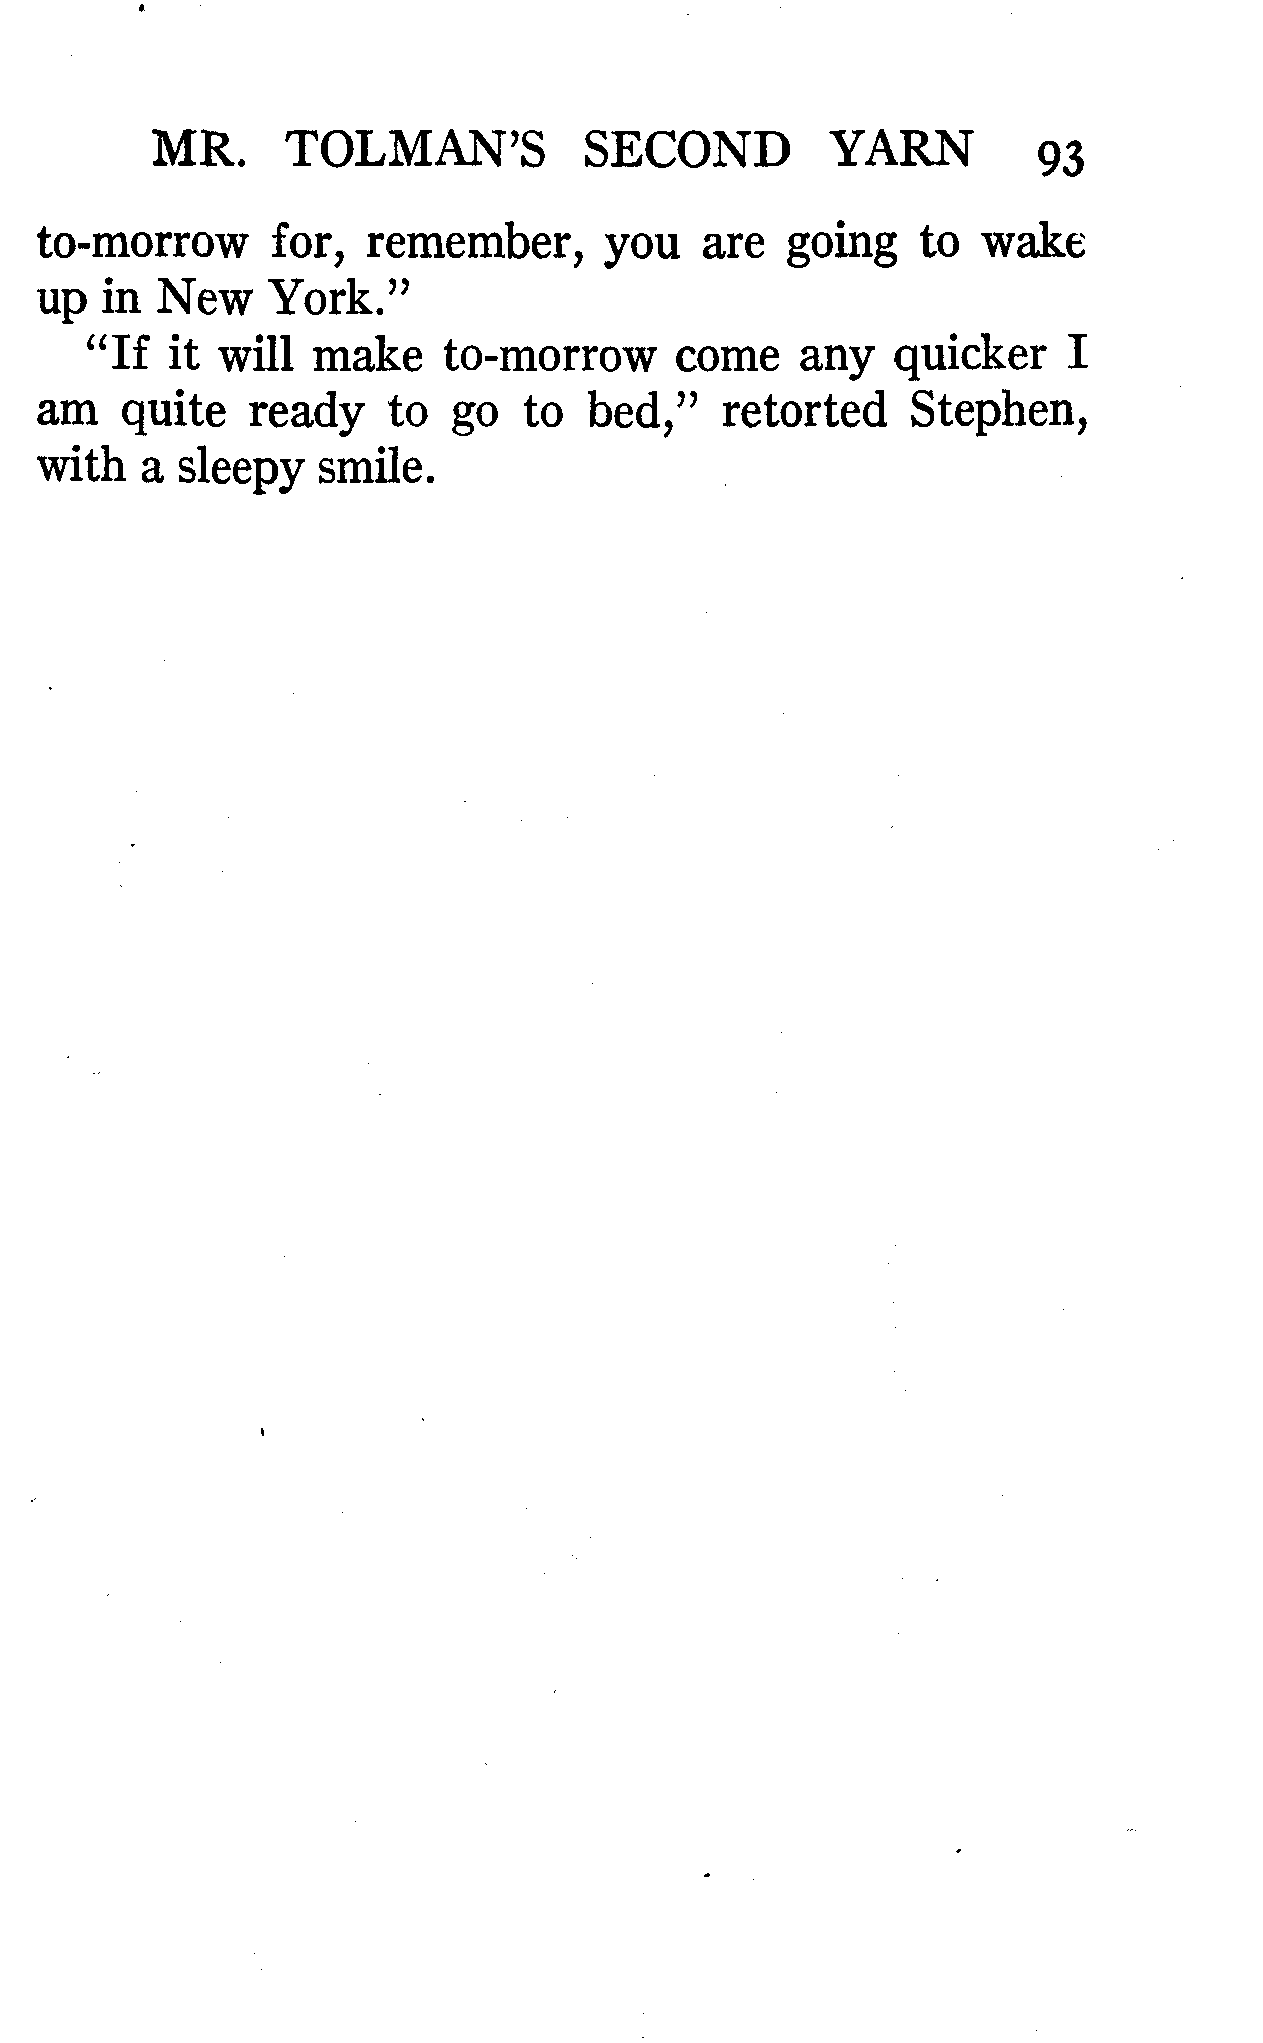 MR. TOLMAN'S SECOND YARN 93
to-morrow for, remember, you are going to wake
up in New York.”
“If it will make to-morrow come any quicker I
am quite ready to go to bed,” retorted Stephen,
with a sleepy smile.